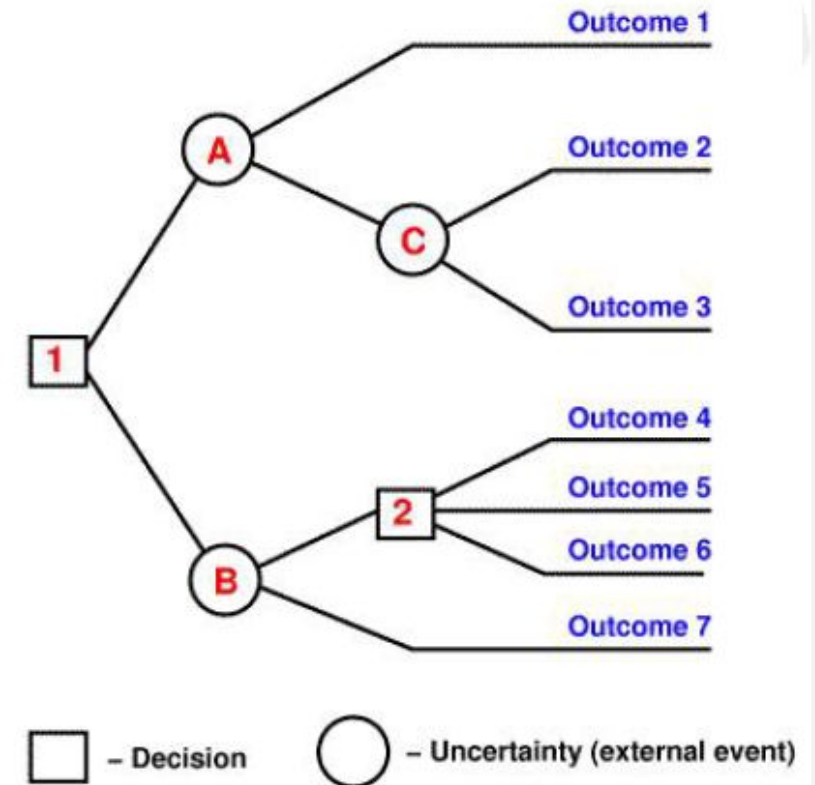 Outcome 1
A
Outcome 2
C
Outcome 3
1
Outcome 4
2
Outcome 5
Outcome 6
B
Outcome 7
– Decision
– Uncertainty (external event)